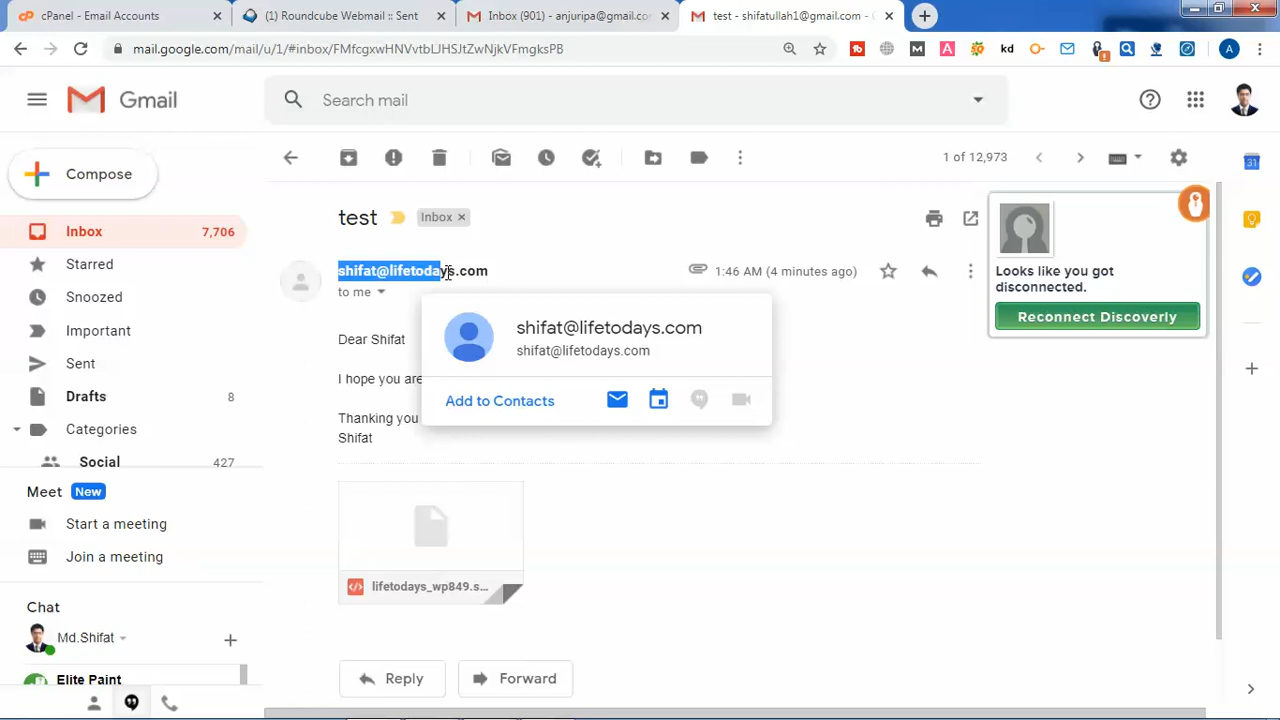 cPanel - Email Accounts
(1) Roundcube Webmail :: Sent
(901) - anjuripa@gmail.co
test - shifatullah1@gmail.com -
mail.google.com/mail/u/1/#inbox/FMfcgxwHNVvtbLJHSJtZwNjkVFmgksPB
kd
A
Gmail
Search mail
Compose
1 of 12,973
31
Inbox 7,706
Starred
Snoozed
Important
Sent
Drafts 8
Categories
Social 427
Meet New
Start a meeting
Join a meeting
Chat
Md.Shifat
Elite Paint
test
Inbox ×
shifat@lifetodays.com
1:46 AM (4 minutes ago)
to me
Dear Shifat
I hope you are
Thanking you
Shifat
shifat@lifetodays.com
shifat@lifetodays.com
Add to Contacts
lifetodays_wp849.s...
Reply
Forward
Looks like you got
disconnected.
Reconnect Discoverly